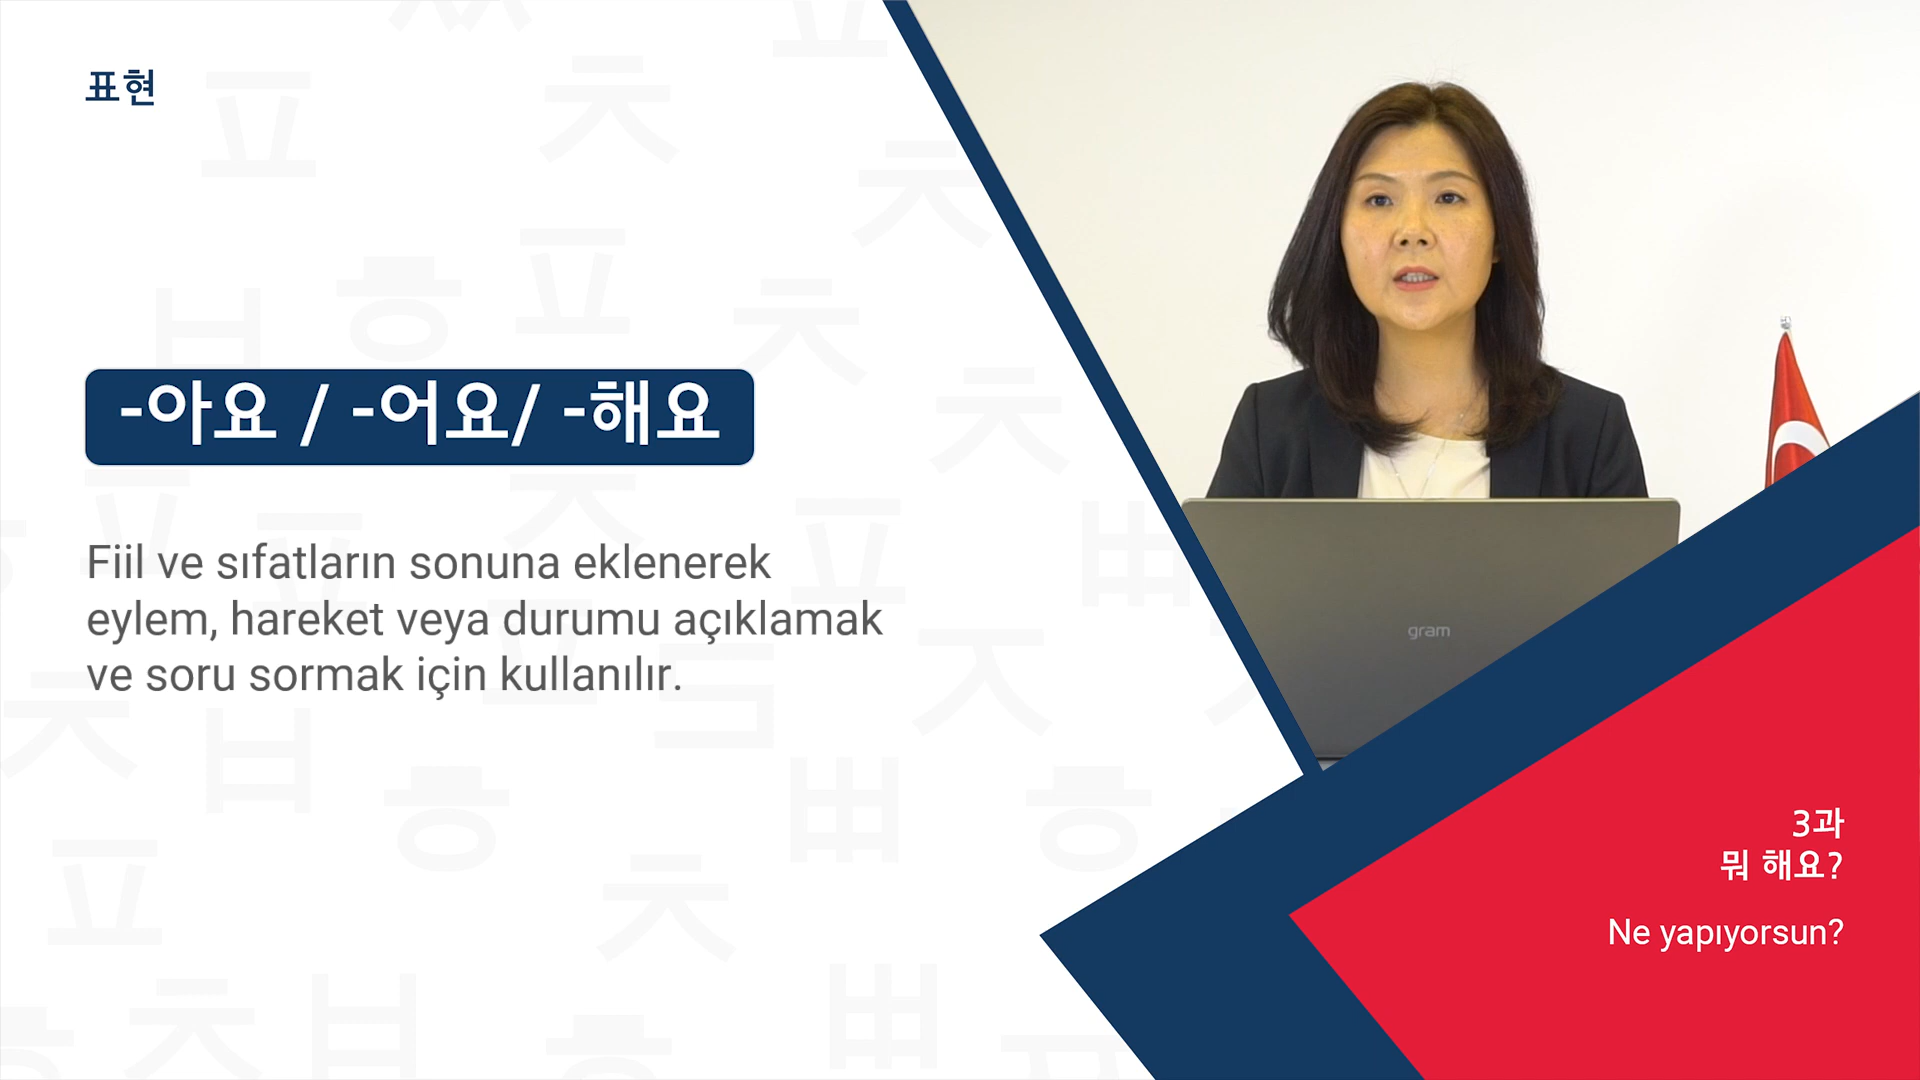 표현
-아요 / -어요/ -해요
Fiil ve sıfatların sonuna eklenerek
eylem, hareket veya durumu açıklamak
ve soru sormak için kullanılır.
gram
3과
뭐 해요?
Ne yapıyorsun?